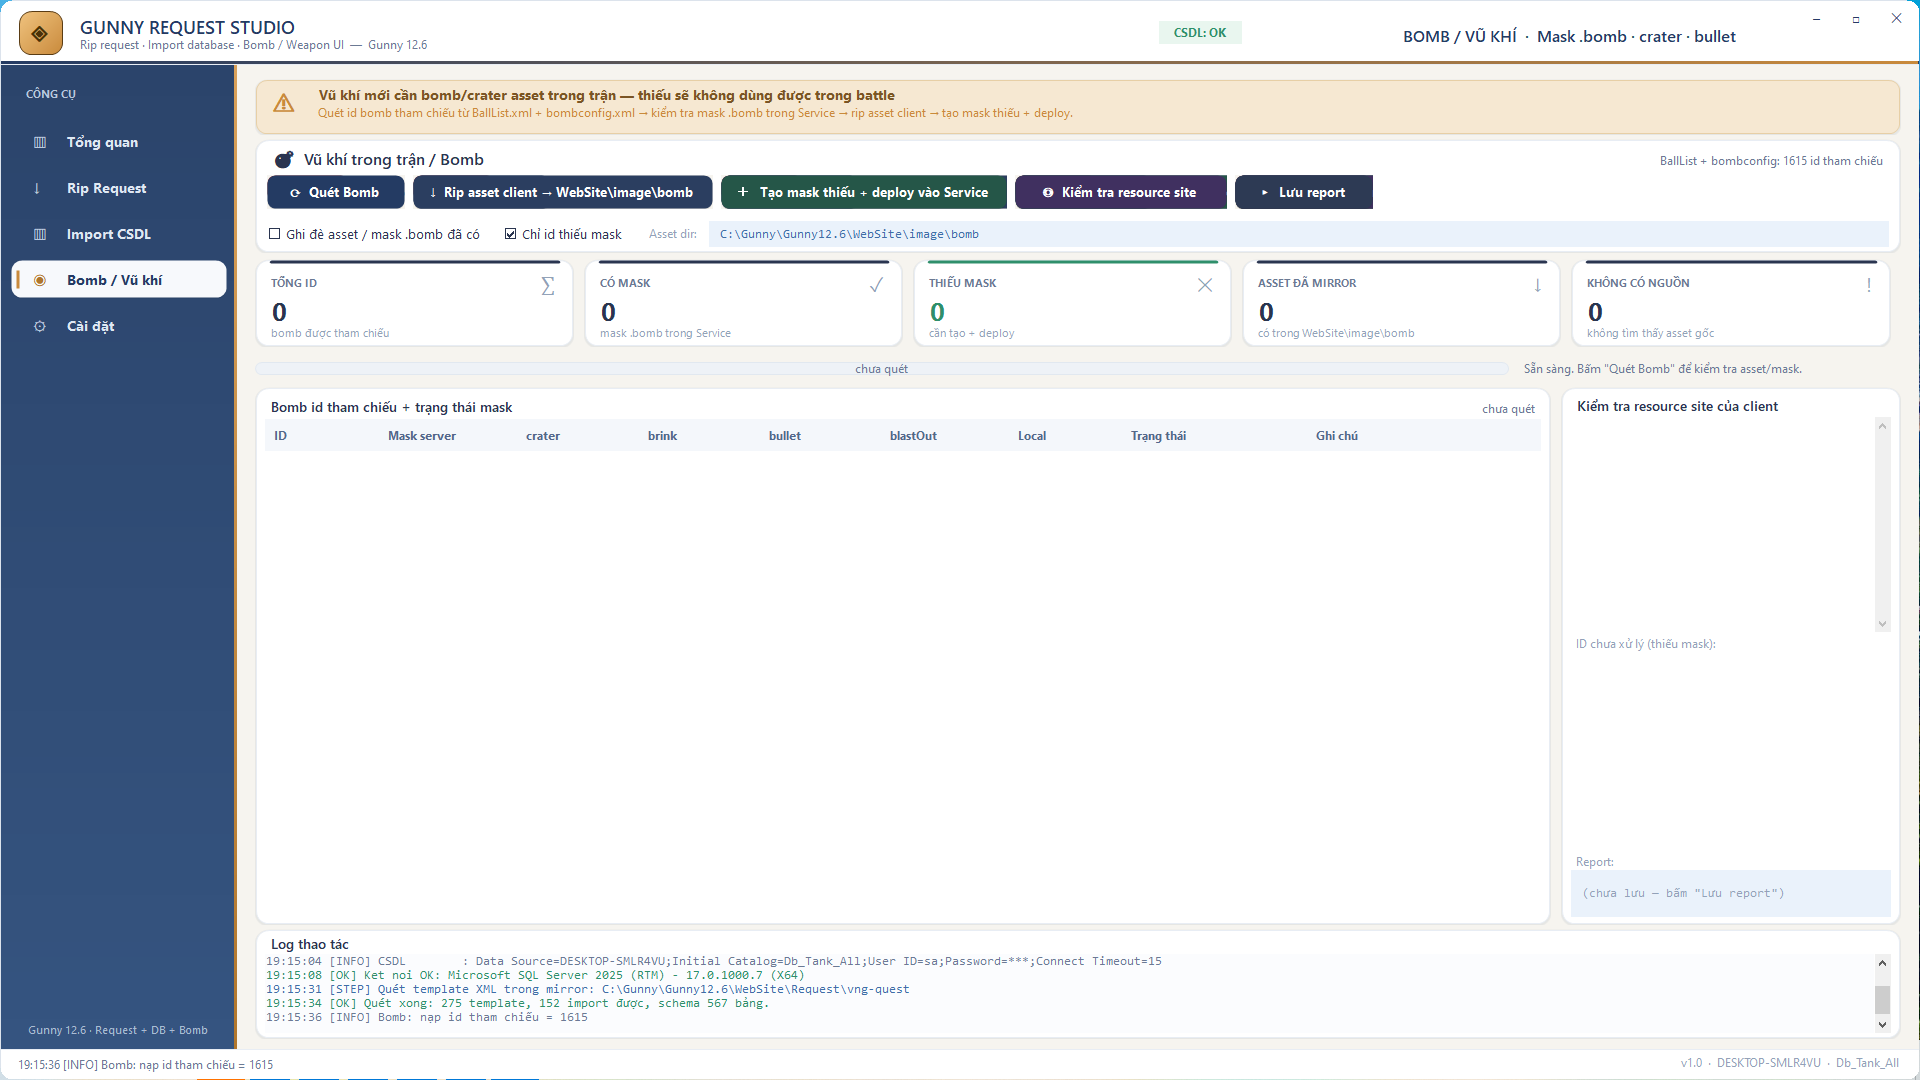 GUNNY REQUEST STUDIO
Rip request · Import database · Bomb / Weapon UI — Gunny 12.6
CSDL: OK
BOMB / VŨ KHÍ · Mask .bomb · crater · bullet
CÔNG CỤ
Tổng quan
Rip Request
Import CSDL
Bomb / Vũ khí
Cài đặt
Gunny 12.6 · Request + DB + Bomb
Vũ khí mới cần bomb/crater asset trong trận — thiếu sẽ không dùng được trong battle
Quét id bomb tham chiếu từ BallList.xml + bombconfig.xml → kiểm tra mask .bomb trong Service → rip asset client → tạo mask thiếu + deploy.
Vũ khí trong trận / Bomb
BallList + bombconfig: 1615 id tham chiếu
⟳ Quét Bomb
↓ Rip asset client → WebSite\image\bomb
+ Tạo mask thiếu + deploy vào Service
Kiểm tra resource site
▸ Lưu report
Ghi đè asset / mask .bomb đã có
Chỉ id thiếu mask
Asset dir:
C:\Gunny\Gunny12.6\WebSite\image\bomb
TỔNG ID
∑
0
bomb được tham chiếu
CÓ MASK
✓
0
mask .bomb trong Service
THIẾU MASK
0
cần tạo + deploy
ASSET ĐÃ MIRROR
↓
0
có trong WebSite\image\bomb
KHÔNG CÓ NGUỒN
!
0
không tìm thấy asset gốc
chưa quét
Sẵn sàng. Bấm "Quét Bomb" để kiểm tra asset/mask.
Bomb id tham chiếu + trạng thái mask
chưa quét
ID Mask server crater brink bullet blastOut Local Trạng thái Ghi chú
Kiểm tra resource site của client
ID chưa xử lý (thiếu mask):
Report:
(chưa lưu — bấm "Lưu report")
Log thao tác
19:15:04 [INFO] CSDL : Data Source=DESKTOP-SMLR4VU;Initial Catalog=Db_Tank_All;User ID=sa;Password=***;Connect Timeout=15
19:15:08 [OK] Ket noi OK: Microsoft SQL Server 2025 (RTM) - 17.0.1000.7 (X64)
19:15:31 [STEP] Quét template XML trong mirror: C:\Gunny\Gunny12.6\WebSite\Request\vng-quest
19:15:34 [OK] Quét xong: 275 template, 152 import được, schema 567 bảng.
19:15:36 [INFO] Bomb: nạp id tham chiếu = 1615
19:15:36 [INFO] Bomb: nạp id tham chiếu = 1615
v1.0 · DESKTOP-SMLR4VU · Db_Tank_All